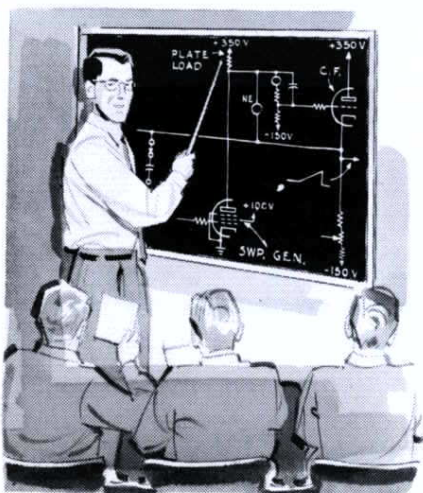 +350V
PLATE
LOAD
+350V
C.F.
NE
-150V
+100V
SWP. GEN.
-150V